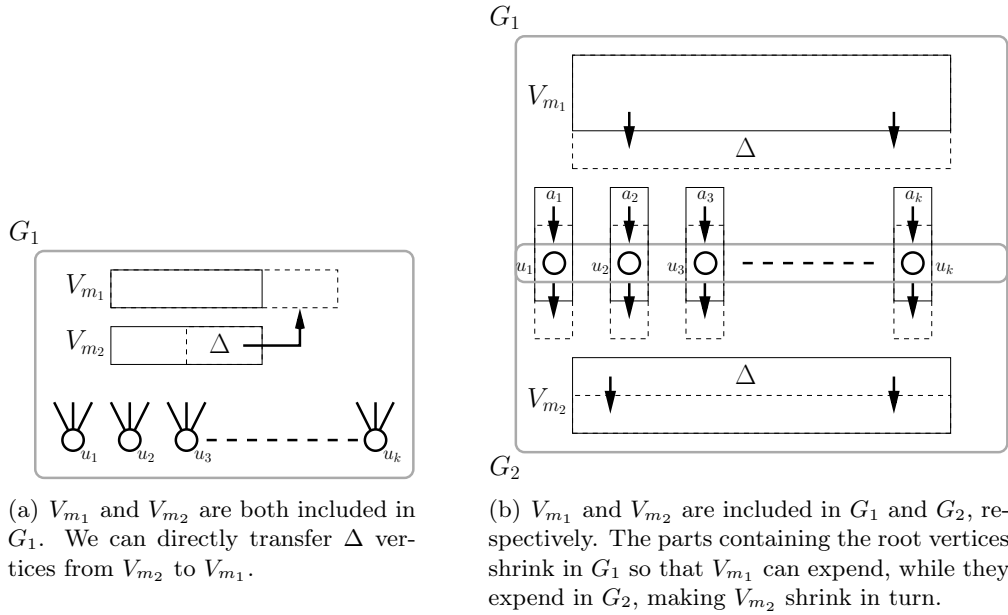 G₁
V_{m₁}
V_{m₂}
Δ
u₁ u₂ u₃ u_k
(a) V_{m₁} and V_{m₂} are both included in
G₁. We can directly transfer Δ ver-
tices from V_{m₂} to V_{m₁}.
G₁
V_{m₁}
Δ
a₁ a₂ a₃ a_k
u₁ u₂ u₃ u_k
Δ
V_{m₂}
G₂
(b) V_{m₁} and V_{m₂} are included in G₁ and G₂, re-
spectively. The parts containing the root vertices
shrink in G₁ so that V_{m₁} can expend, while they
expend in G₂, making V_{m₂} shrink in turn.